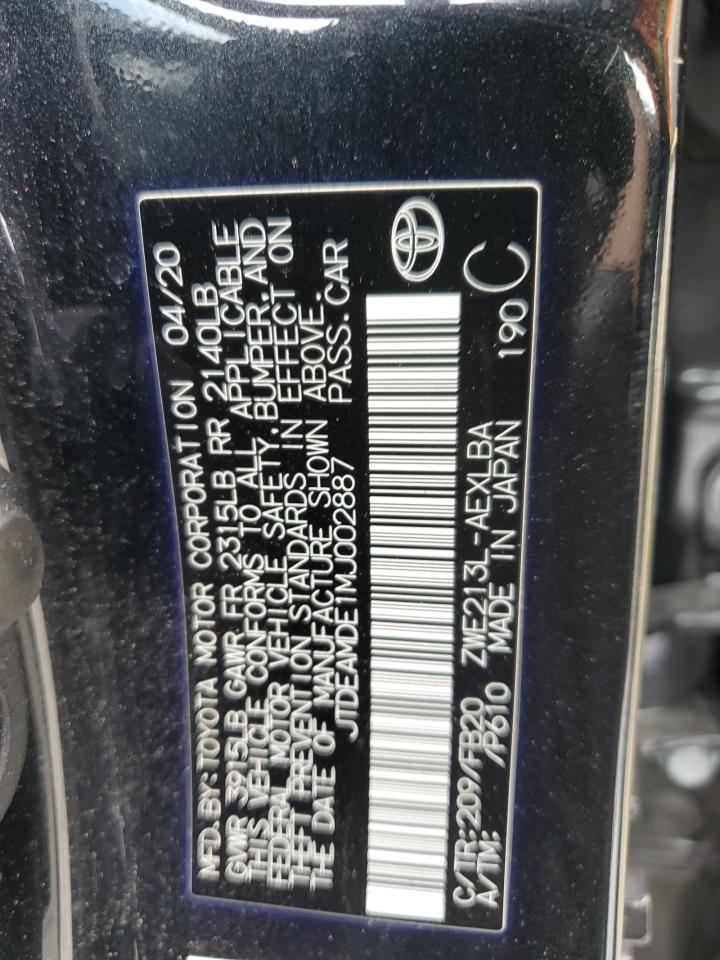 MFD. BY: TOYOTA MOTOR CORPORATION 04/20
GVWR 3915LB GAWR FR 2315LB RR 2140LB
THIS VEHICLE CONFORMS TO ALL APPLICABLE
FEDERAL MOTOR VEHICLE SAFETY, BUMPER, AND
THEFT PREVENTION STANDARDS IN EFFECT ON
THE DATE OF MANUFACTURE SHOWN ABOVE.
JTDEAMDE1MJ002887 PASS. CAR
C/TR: 209/FB20 ZWE213L-AEXLBA
A/TM: /P610 MADE IN JAPAN 190 C